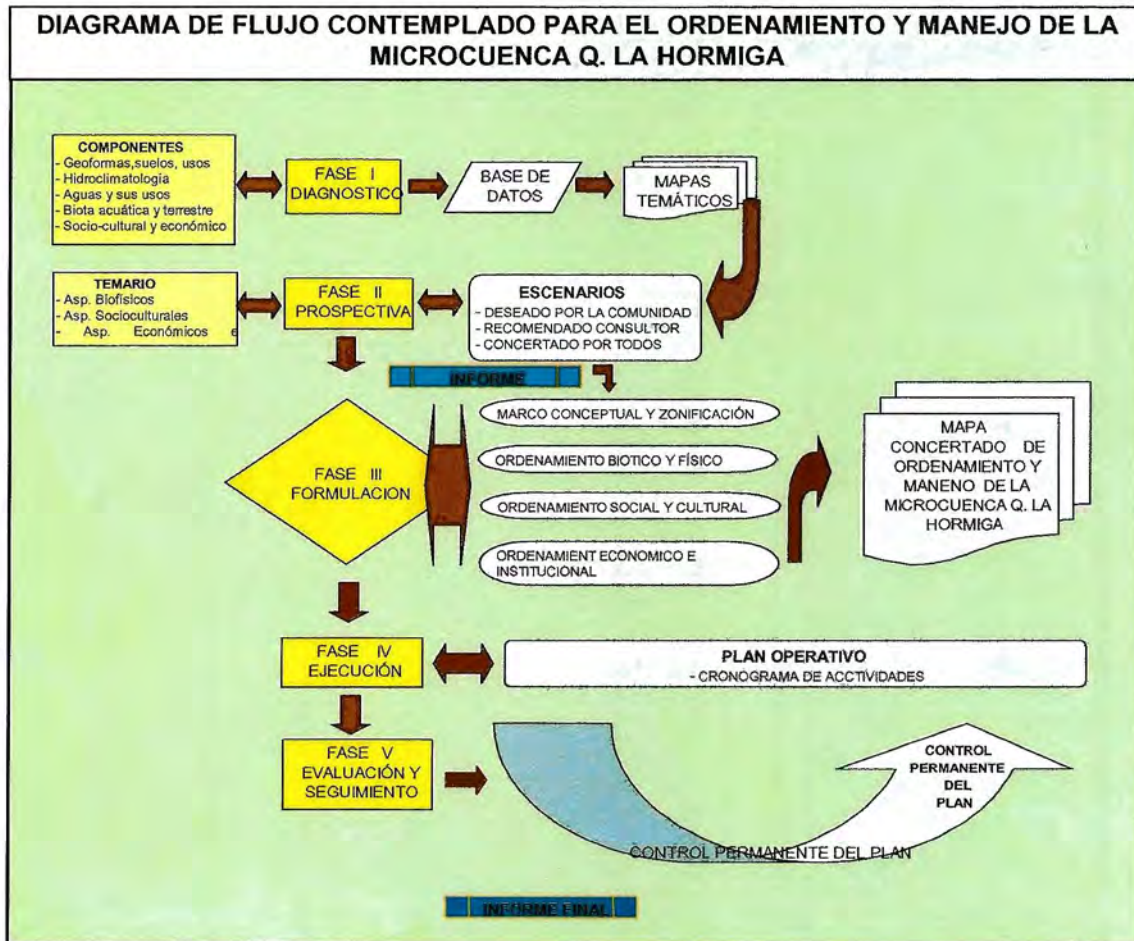 DIAGRAMA DE FLUJO CONTEMPLADO PARA EL ORDENAMIENTO Y MANEJO DE LA
MICROCUENCA Q. LA HORMIGA
COMPONENTES
- Geoformas,suelos, usos
- Hidroclimatología
- Aguas y sus usos
- Biota acuática y terrestre
- Socio-cultural y económico
FASE I
DIAGNOSTICO
BASE DE
DATOS
MAPAS
TEMÁTICOS
TEMARIO
- Asp. Biofísicos
- Asp. Socioculturales
- Asp. Económicos e
FASE II
PROSPECTIVA
ESCENARIOS
- DESEADO POR LA COMUNIDAD
- RECOMENDADO CONSULTOR
- CONCERTADO POR TODOS
INFORME
FASE III
FORMULACION
MARCO CONCEPTUAL Y ZONIFICACIÓN
ORDENAMIENTO BIOTICO Y FÍSICO
ORDENAMIENTO SOCIAL Y CULTURAL
ORDENAMIENT ECONOMICO E
INSTITUCIONAL
MAPA
CONCERTADO DE
ORDENAMIENTO Y
MANENO DE LA
MICROCUENCA Q. LA
HORMIGA
FASE IV
EJECUCIÓN
PLAN OPERATIVO
- CRONOGRAMA DE ACCTIVIDADES
FASE V
EVALUACIÓN Y
SEGUIMIENTO
CONTROL
PERMANENTE
DEL
PLAN
CONTROL PERMANENTE DEL PLAN
INFORME FINAL